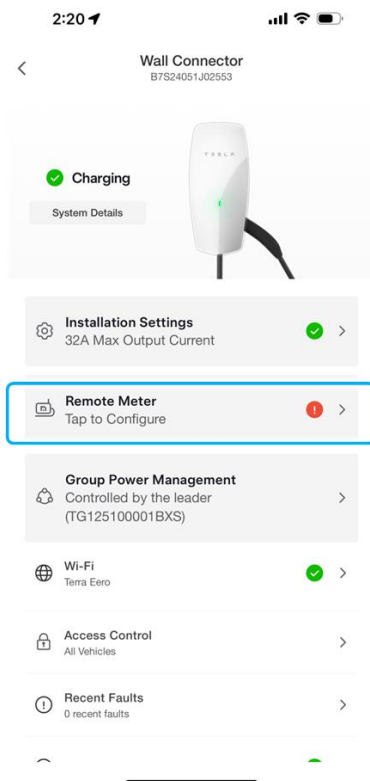 2:20
Wall Connector
B7S24051J02553
TESLA
Charging
System Details
Installation Settings
32A Max Output Current
Remote Meter
Tap to Configure
Group Power Management
Controlled by the leader
(TG125100001BXS)
Wi-Fi
Terra Eero
Access Control
All Vehicles
Recent Faults
0 recent faults